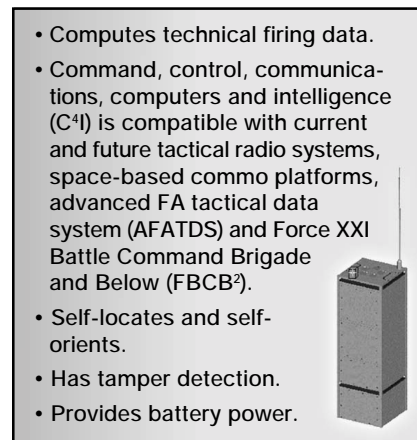 • Computes technical firing data.
• Command, control, communica-
tions, computers and intelligence
(C⁴I) is compatible with current
and future tactical radio systems,
space-based commo platforms,
advanced FA tactical data
system (AFATDS) and Force XXI
Battle Command Brigade
and Below (FBCB²).
• Self-locates and self-
orients.
• Has tamper detection.
• Provides battery power.